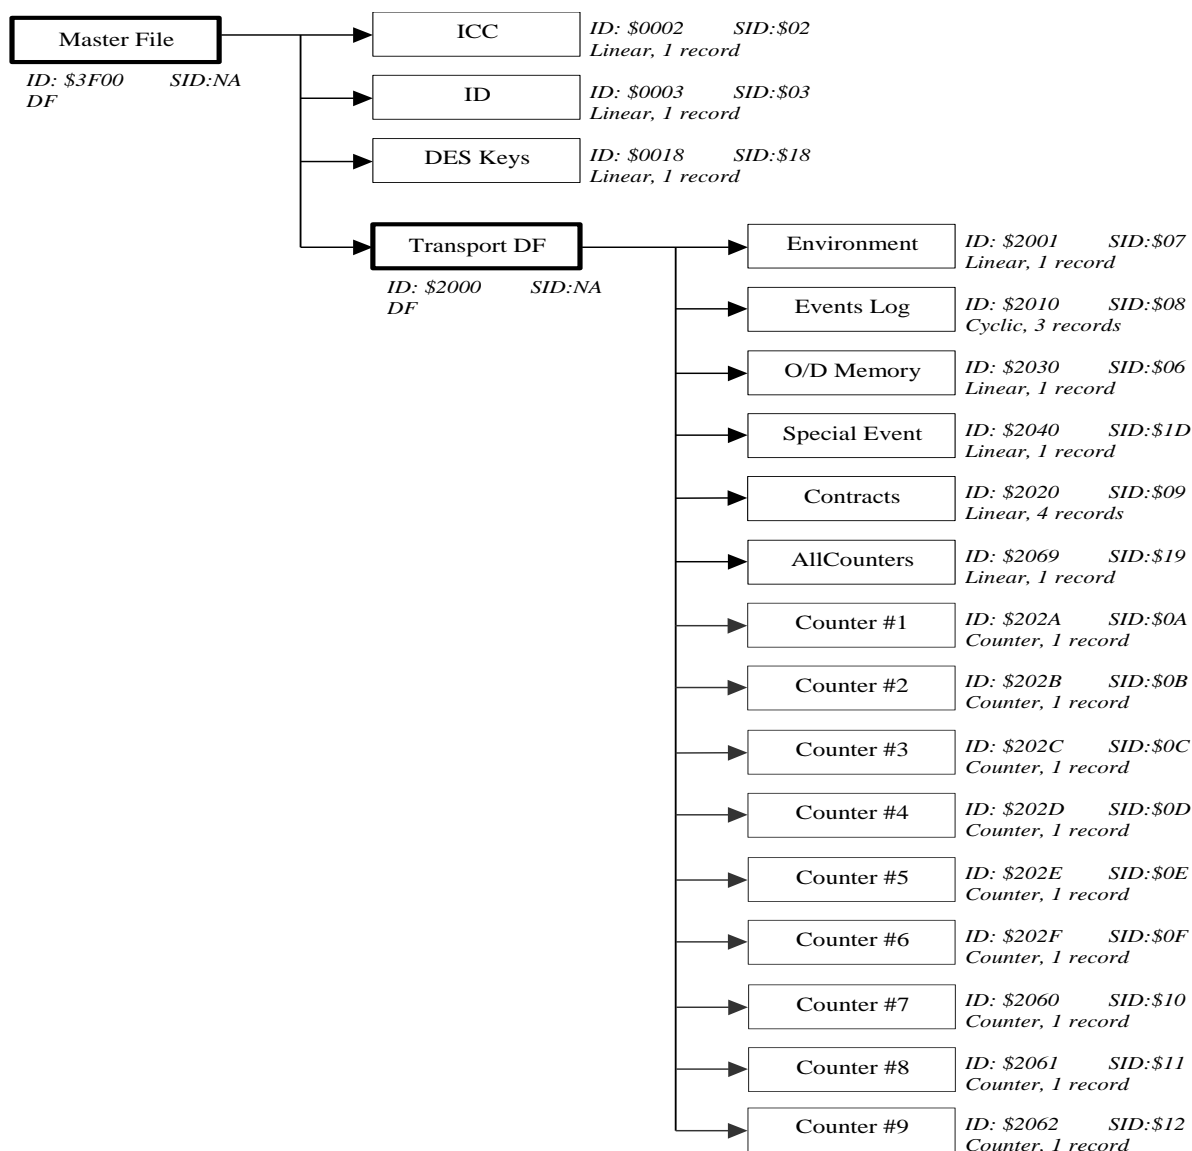 Master File
ID: $3F00 SID:NA
DF
ICC
ID: $0002 SID:$02
Linear, 1 record
ID
ID: $0003 SID:$03
Linear, 1 record
DES Keys
ID: $0018 SID:$18
Linear, 1 record
Transport DF
ID: $2000 SID:NA
DF
Environment
ID: $2001 SID:$07
Linear, 1 record
Events Log
ID: $2010 SID:$08
Cyclic, 3 records
O/D Memory
ID: $2030 SID:$06
Linear, 1 record
Special Event
ID: $2040 SID:$1D
Linear, 1 record
Contracts
ID: $2020 SID:$09
Linear, 4 records
AllCounters
ID: $2069 SID:$19
Linear, 1 record
Counter #1
ID: $202A SID:$0A
Counter, 1 record
Counter #2
ID: $202B SID:$0B
Counter, 1 record
Counter #3
ID: $202C SID:$0C
Counter, 1 record
Counter #4
ID: $202D SID:$0D
Counter, 1 record
Counter #5
ID: $202E SID:$0E
Counter, 1 record
Counter #6
ID: $202F SID:$0F
Counter, 1 record
Counter #7
ID: $2060 SID:$10
Counter, 1 record
Counter #8
ID: $2061 SID:$11
Counter, 1 record
Counter #9
ID: $2062 SID:$12
Counter, 1 record